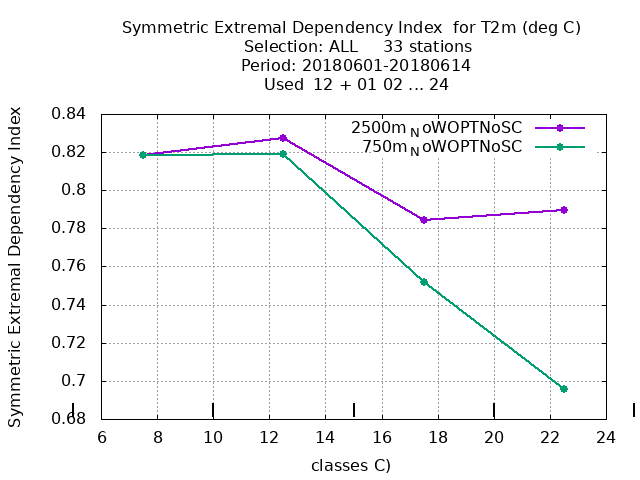 Symmetric Extremal Dependency Index  for T2m (deg C)
Selection: ALL     33 stations
Period: 20180601-20180614
Used  12 + 01 02 ... 24
Symmetric Extremal Dependency Index
0.84
0.82
0.8
0.78
0.76
0.74
0.72
0.7
0.68
2500m NoWOPTNoSC
750m NoWOPTNoSC
6 8 10 12 14 16 18 20 22 24
classes C)